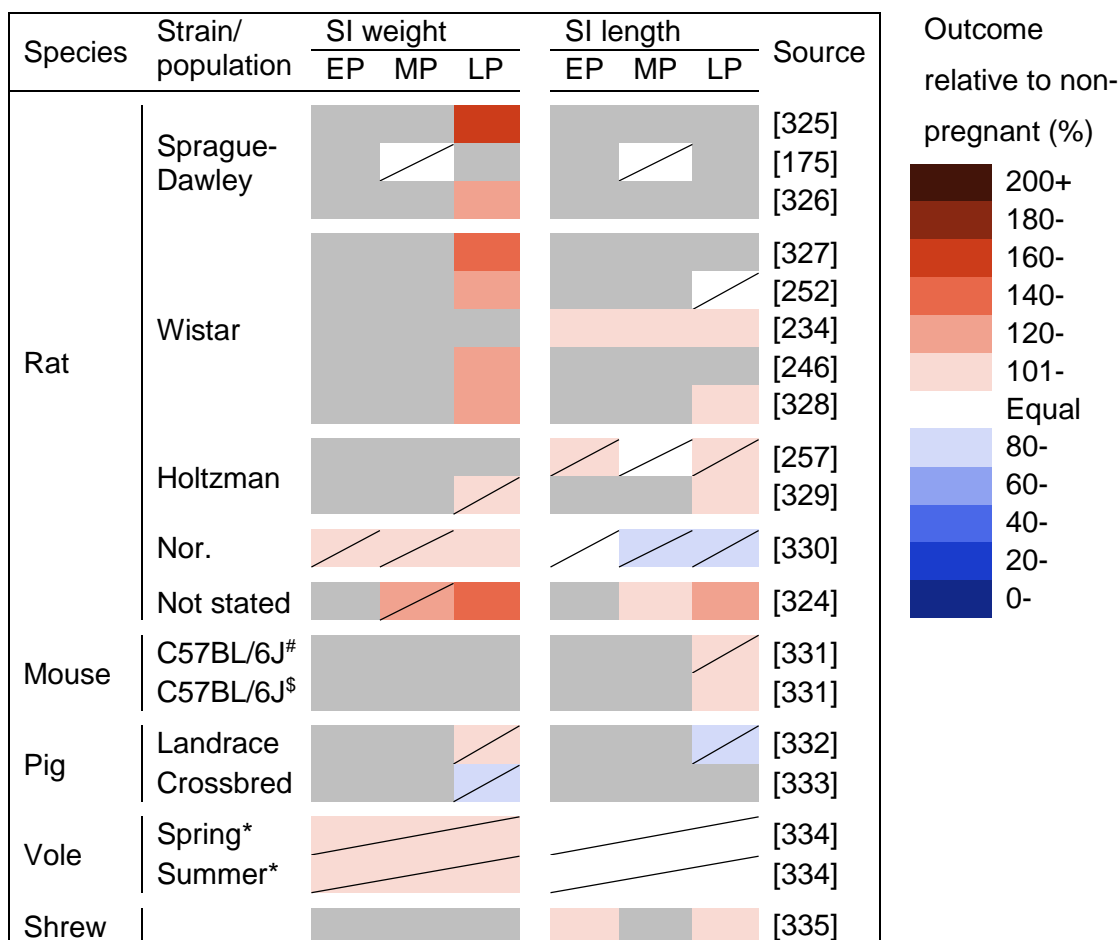 Species Strain/ population SI weight SI length Source
EP MP LP EP MP LP
Rat
Sprague-
Dawley
[325]
[175]
[326]
Wistar
[327]
[252]
[234]
[246]
[328]
Holtzman
[257]
[329]
Nor. [330]
Not stated [324]
Mouse
C57BL/6J# [331]
C57BL/6J$ [331]
Pig
Landrace [332]
Crossbred [333]
Vole
Spring* [334]
Summer* [334]
Shrew [335]
Outcome
relative to non-
pregnant (%)
200+
180-
160-
140-
120-
101-
Equal
80-
60-
40-
20-
0-